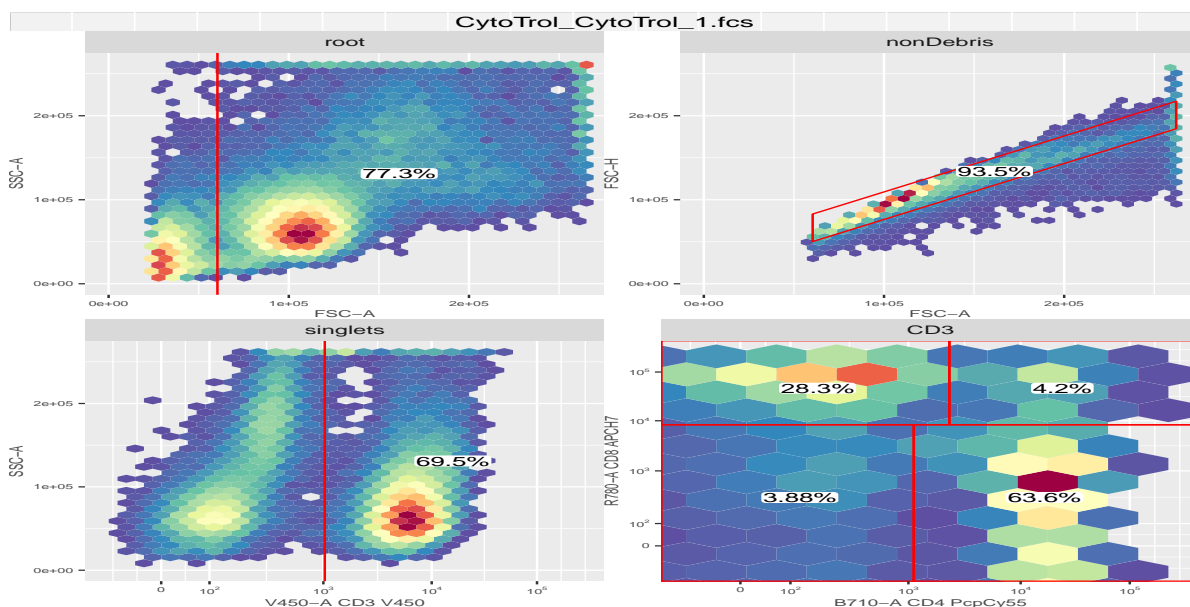 CytoTrol_CytoTrol_1.fcs
root
nonDebris
SSC−A
2e+05
1e+05
0e+00
77.3%
0e+00
1e+05
2e+05
FSC−A
FSC−H
2e+05
1e+05
0e+00
93.5%
0e+00
1e+05
2e+05
FSC−A
singlets
CD3
SSC−A
2e+05
1e+05
0e+00
69.5%
0
10²
10³
10⁴
10⁵
V450−A CD3 V450
R780−A CD8 APCH7
10⁵
10⁴
10³
10²
0
28.3%
4.2%
3.88%
63.6%
0
10²
10³
10⁴
10⁵
B710−A CD4 PcpCy55